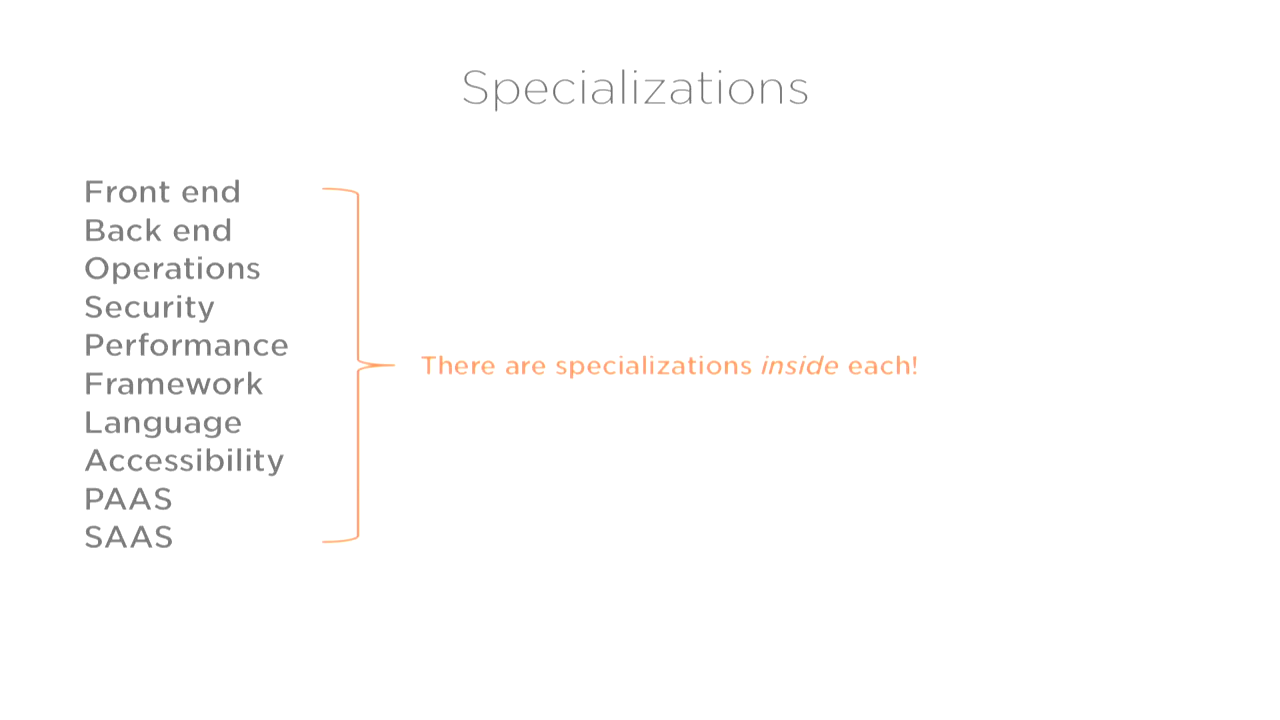 Specializations
Front end
Back end
Operations
Security
Performance
Framework
Language
Accessibility
PAAS
SAAS
There are specializations inside each!